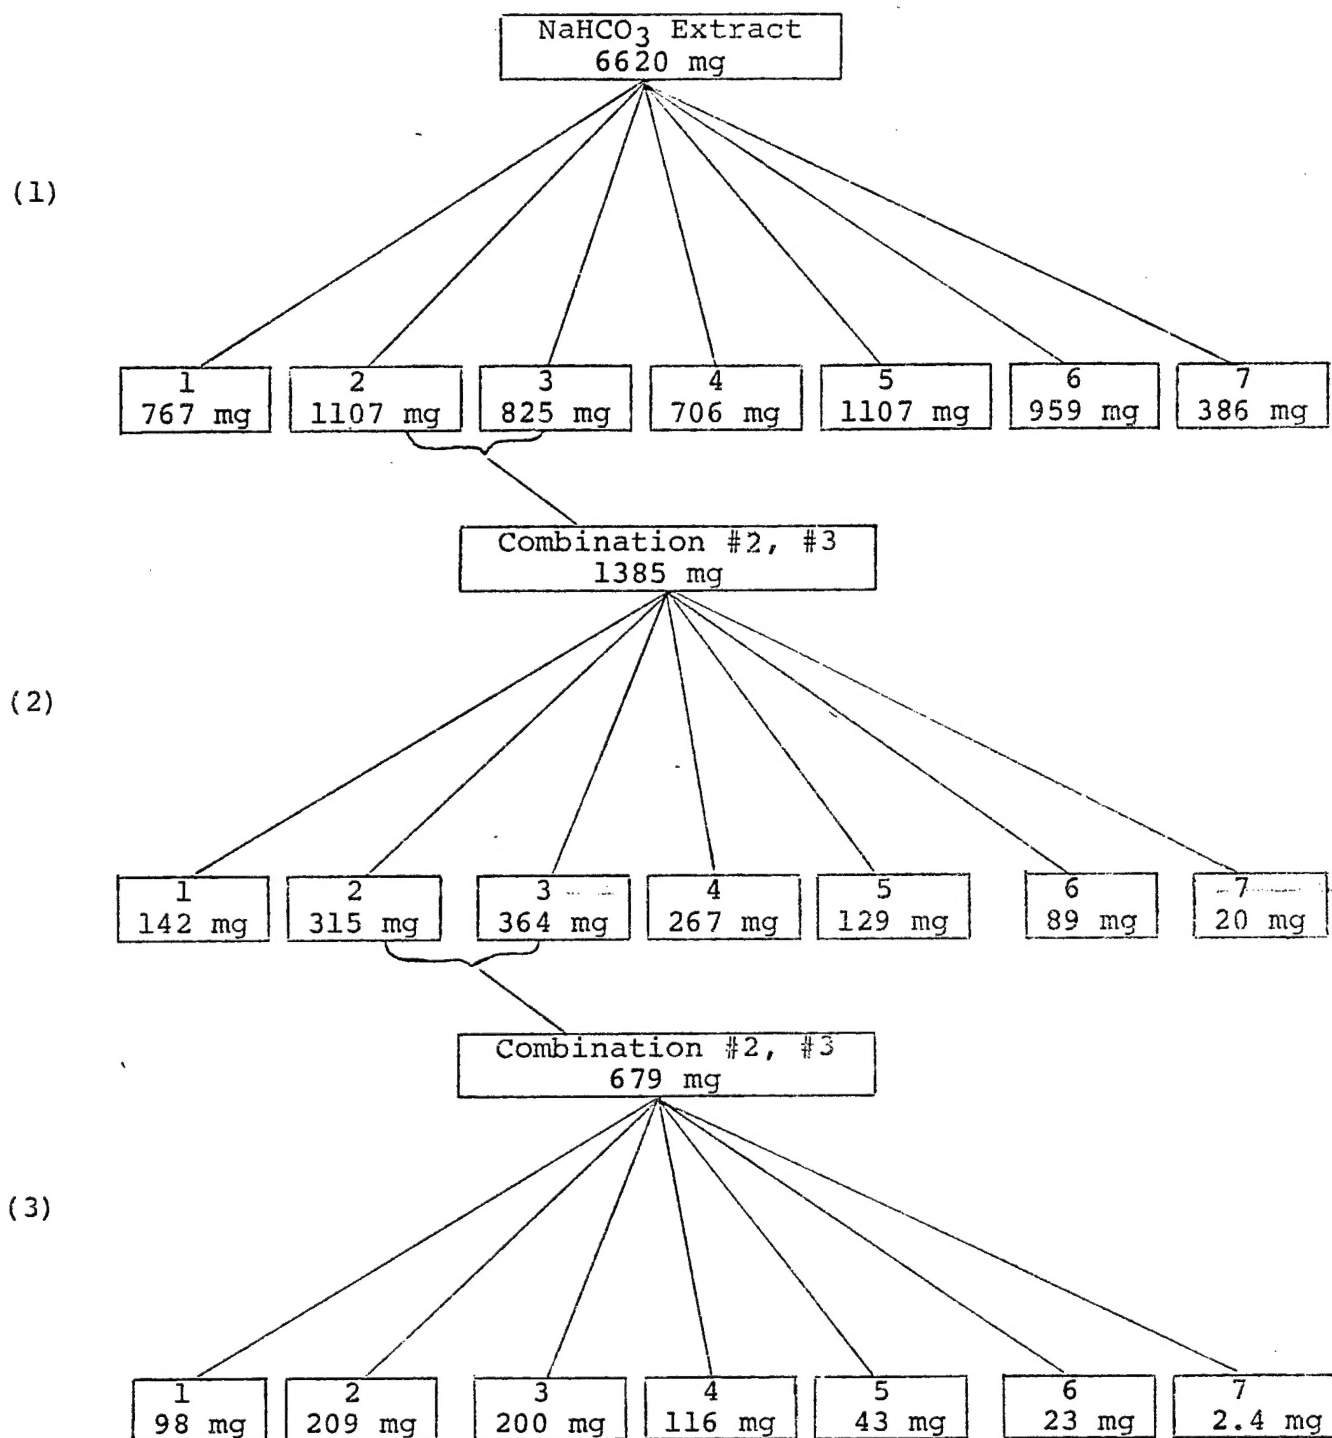 NaHCO3 Extract
6620 mg
(1)
1
767 mg
2
1107 mg
3
825 mg
4
706 mg
5
1107 mg
6
959 mg
7
386 mg
Combination #2, #3
1385 mg
(2)
1
142 mg
2
315 mg
3
364 mg
4
267 mg
5
129 mg
6
89 mg
7
20 mg
Combination #2, #3
679 mg
(3)
1
98 mg
2
209 mg
3
200 mg
4
116 mg
5
43 mg
6
23 mg
7
2.4 mg